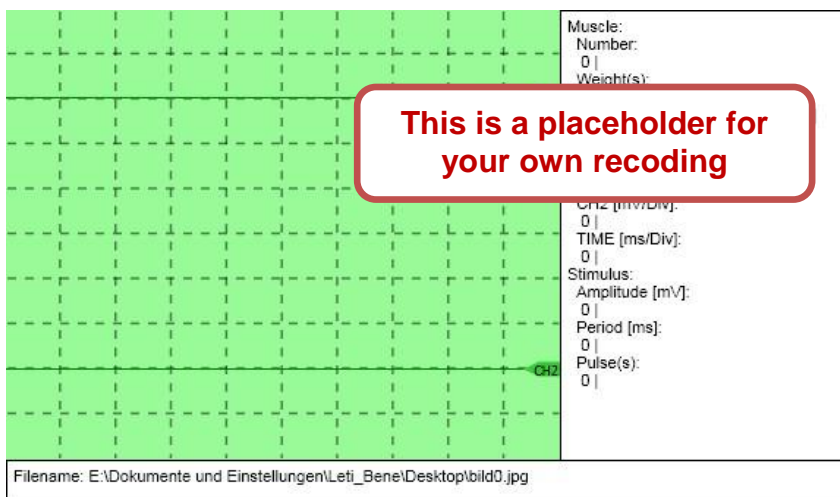 Muscle:
Number:
0 |
Weight(s):
This is a placeholder for
your own recoding
CH2 [mV/Div]:
0 |
TIME [ms/Div]:
0 |
Stimulus:
Amplitude [mV]:
0 |
Period [ms]:
0 |
Pulse(s):
0 |
CH2
Filename: E:\Dokumente und Einstellungen\Leti_Bene\Desktop\bild0.jpg